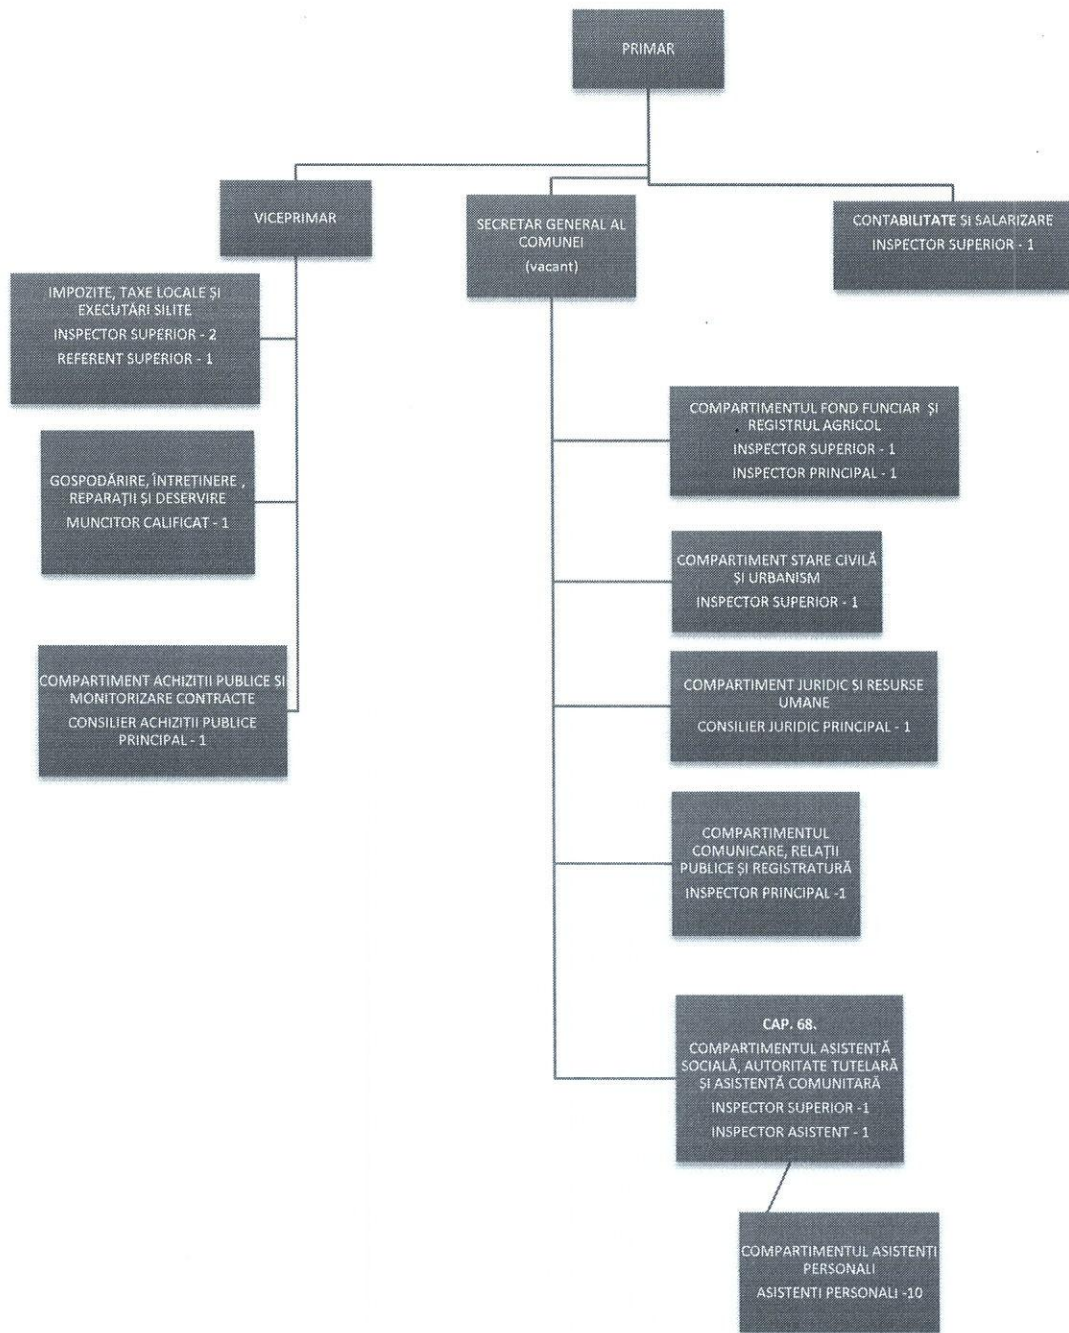 PRIMAR
VICEPRIMAR
SECRETAR GENERAL AL
COMUNEI
(vacant)
CONTABILITATE SI SALARIZARE
INSPECTOR SUPERIOR - 1
IMPOZITE, TAXE LOCALE ȘI
EXECUTĂRI SILITE
INSPECTOR SUPERIOR - 2
REFERENT SUPERIOR - 1
GOSPODĂRIRE, ÎNTREȚINERE ,
REPARAȚII ȘI DESERVIRE
MUNCITOR CALIFICAT - 1
COMPARTIMENT ACHIZIȚII PUBLICE SI
MONITORIZARE CONTRACTE
CONSILIER ACHIZIȚII PUBLICE
PRINCIPAL - 1
COMPARTIMENTUL FOND FUNCIAR ȘI
REGISTRUL AGRICOL
INSPECTOR SUPERIOR - 1
INSPECTOR PRINCIPAL - 1
COMPARTIMENT STARE CIVILĂ
ȘI URBANISM
INSPECTOR SUPERIOR - 1
COMPARTIMENT JURIDIC SI RESURSE
UMANE
CONSILIER JURIDIC PRINCIPAL - 1
COMPARTIMENTUL
COMUNICARE, RELAȚII
PUBLICE ȘI REGISTRATURĂ
INSPECTOR PRINCIPAL -1
CAP. 68.
COMPARTIMENTUL ASISTENȚĂ
SOCIALĂ, AUTORITATE TUTELARĂ
ȘI ASISTENȚĂ COMUNITARĂ
INSPECTOR SUPERIOR -1
INSPECTOR ASISTENT - 1
COMPARTIMENTUL ASISTENȚI
PERSONALI
ASISTENTI PERSONALI -10